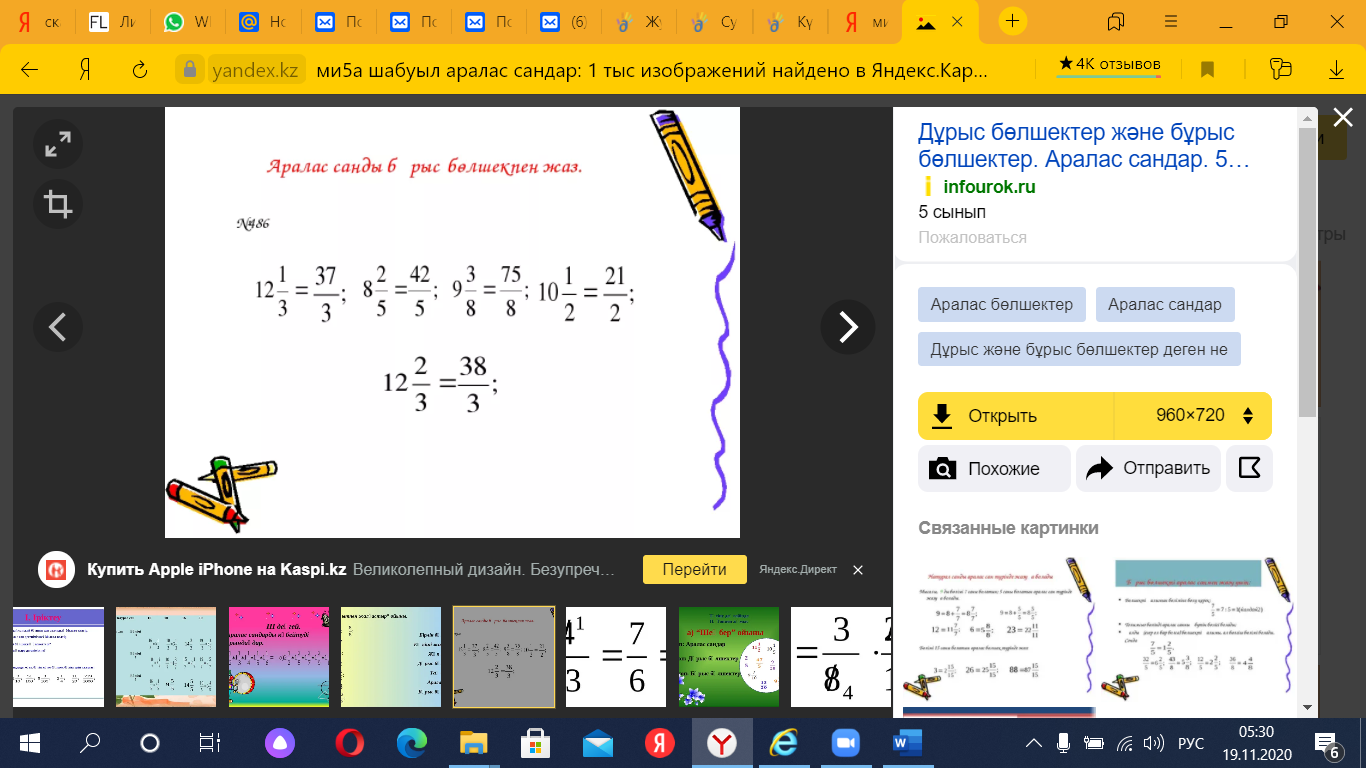 ск
FL Ли
W
Но
По
По
По
(6)
Жұ
Су
Кү
ми
yandex.kz ми5а шабуыл аралас сандар: 1 тыс изображений найдено в Яндекс.Кар...
★4К отзывов
Аралас санды б рыс бөлшекпен жаз.
№486
12 1/3 = 37/3; 8 2/5 = 42/5; 9 3/8 = 75/8; 10 1/2 = 21/2;
12 2/3 = 38/3;
Купить Apple iPhone на Kaspi.kz Великолепный дизайн. Безупреч...
Перейти
Яндекс.Директ
Дұрыс бөлшектер және бұрыс
бөлшектер. Аралас сандар. 5...
infourok.ru
5 сынып
Пожаловаться
Аралас бөлшектер
Аралас сандар
Дұрыс және бұрыс бөлшектер деген не
Открыть 960×720
Похожие
Отправить
Связанные картинки
РУС
05:30
19.11.2020
6